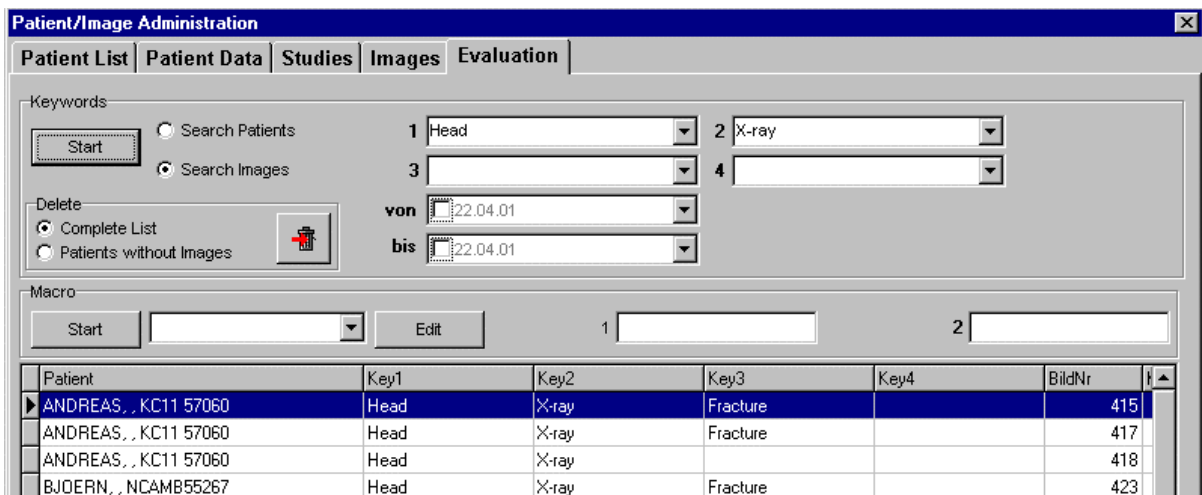 Patient/Image Administration
Patient List Patient Data Studies Images Evaluation
Keywords
Start Search Patients 1 Head 2 X-ray
Search Images 3 4
Delete von 22.04.01
Complete List
Patients without Images bis 22.04.01
Macro
Start Edit 1 2
Patient Key1 Key2 Key3 Key4 BildNr
ANDREAS, , KC11 57060 Head X-ray Fracture 415
ANDREAS, , KC11 57060 Head X-ray Fracture 417
ANDREAS, , KC11 57060 Head X-ray 418
BJOERN, , NCAMB55267 Head X-ray Fracture 423